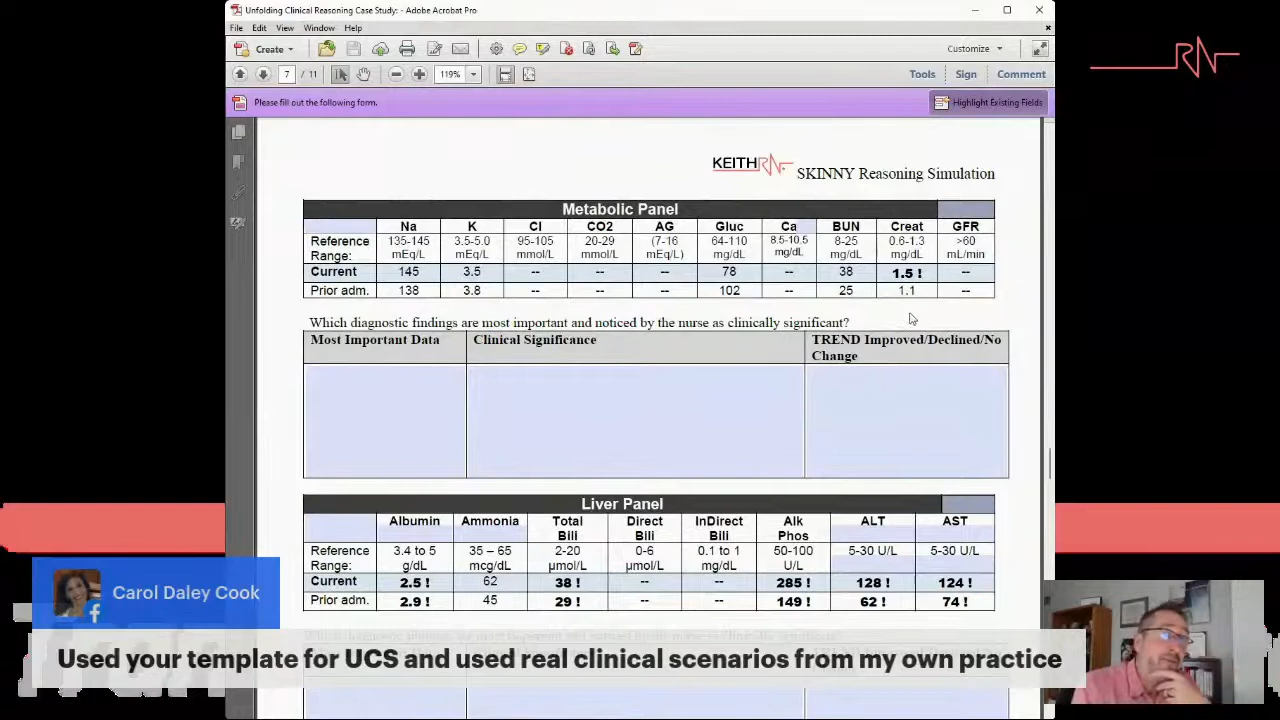 Unfolding Clinical Reasoning Case Study: - Adobe Acrobat Pro
File Edit View Window Help
Create Customize
7 / 11 119% Tools Sign Comment
Please fill out the following form. Highlight Existing Fields
RN
KEITHRN SKINNY Reasoning Simulation
Metabolic Panel
Na K Cl CO2 AG Gluc Ca BUN Creat GFR
Reference Range: 135-145 mEq/L 3.5-5.0 mEq/L 95-105 mmol/L 20-29 mmol/L (7-16 mEq/L) 64-110 mg/dL 8.5-10.5 mg/dL 8-25 mg/dL 0.6-1.3 mg/dL >60 mL/min
Current 145 3.5 -- -- -- 78 -- 38 1.5 ! --
Prior adm. 138 3.8 -- -- -- 102 -- 25 1.1 --
Which diagnostic findings are most important and noticed by the nurse as clinically significant?
Most Important Data Clinical Significance TREND Improved/Declined/No Change
Liver Panel
Albumin Ammonia Total Bili Direct Bili InDirect Bili Alk Phos ALT AST
Reference Range: 3.4 to 5 g/dL 35 – 65 mcg/dL 2-20 µmol/L 0-6 µmol/L 0.1 to 1 mg/dL 50-100 U/L 5-30 U/L 5-30 U/L
Current 2.5 ! 62 38 ! -- -- 285 ! 128 ! 124 !
Prior adm. 2.9 ! 45 29 ! -- -- 149 ! 62 ! 74 !
Carol Daley Cook
f
Used your template for UCS and used real clinical scenarios from my own practice